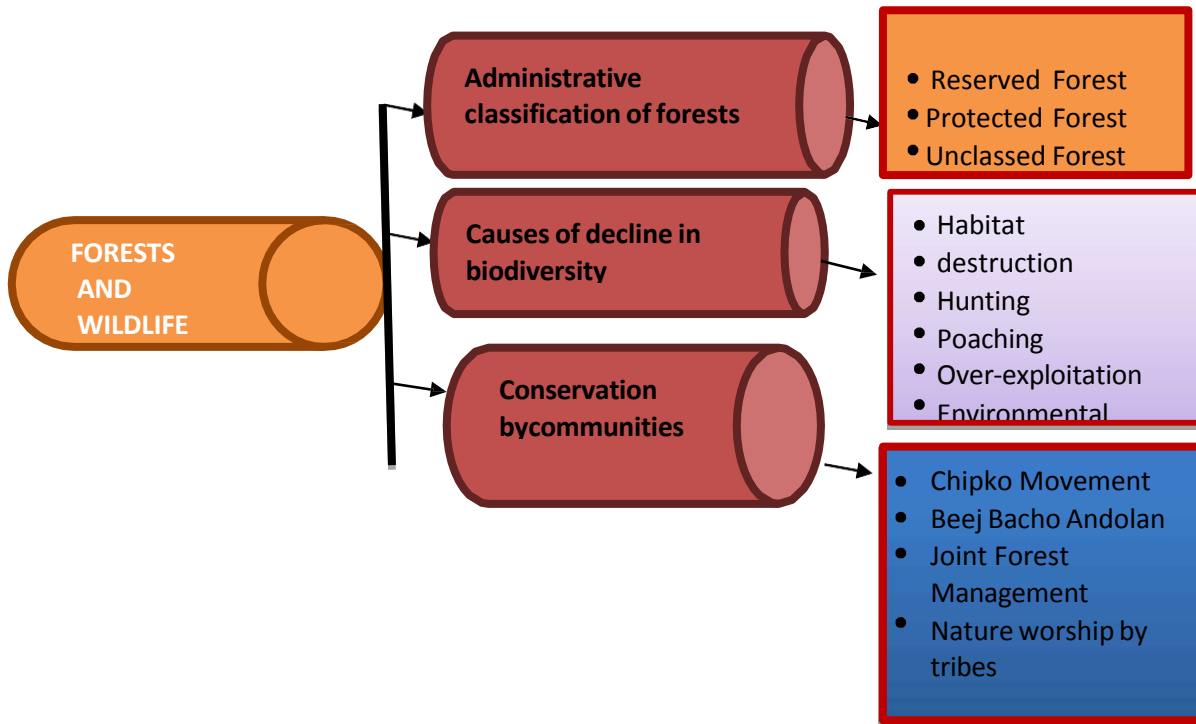 FORESTS
AND
WILDLIFE
Administrative
classification of forests
• Reserved Forest
• Protected Forest
• Unclassed Forest
Causes of decline in
biodiversity
• Habitat
• destruction
• Hunting
• Poaching
• Over-exploitation
• Environmental
Conservation
bycommunities
• Chipko Movement
• Beej Bacho Andolan
• Joint Forest
Management
• Nature worship by
tribes